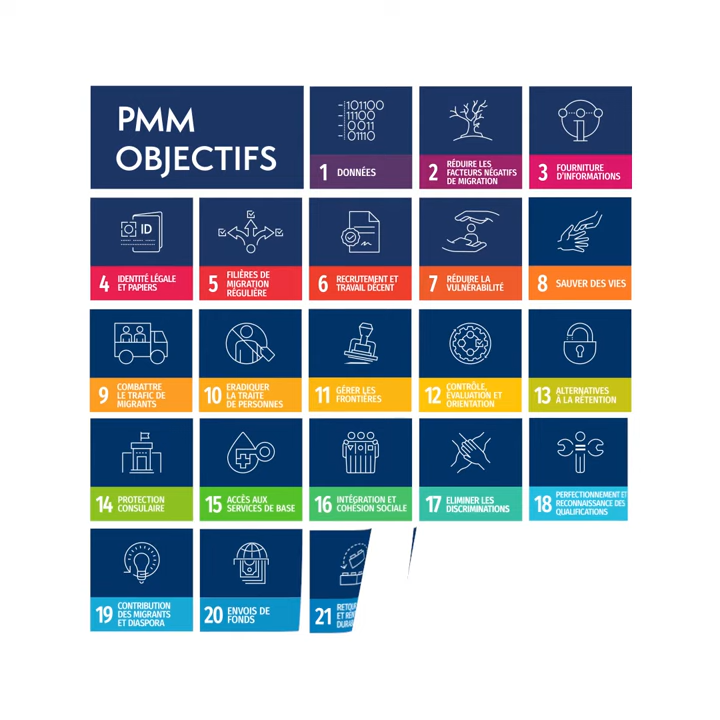 PMM
OBJECTIFS
101100
11100
0011
01110
1 DONNÉES
2 RÉDUIRE LES
FACTEURS NÉGATIFS
DE MIGRATION
3 FOURNITURE
D'INFORMATIONS
ID
4 IDENTITÉ LÉGALE
ET PAPIERS
5 FILIÈRES DE
MIGRATION
RÉGULIÈRE
6 RECRUTEMENT ET
TRAVAIL DÉCENT
7 RÉDUIRE LA
VULNÉRABILITÉ
8 SAUVER DES VIES
9 COMBATTRE
LE TRAFIC DE
MIGRANTS
10 ERADIQUER
LA TRAITE
DE PERSONNES
11 GÉRER LES
FRONTIÈRES
12 CONTRÔLE,
ÉVALUATION ET
ORIENTATION
13 ALTERNATIVES
À LA RÉTENTION
14 PROTECTION
CONSULAIRE
15 ACCÈS AUX
SERVICES DE BASE
16 INTÉGRATION ET
COHÉSION SOCIALE
17 ELIMINER LES
DISCRIMINATIONS
18 PERFECTIONNEMENT ET
RECONNAISSANCE DES
QUALIFICATIONS
19 CONTRIBUTION
DES MIGRANTS
ET DIASPORA
20 ENVOIS DE
FONDS
21
ET